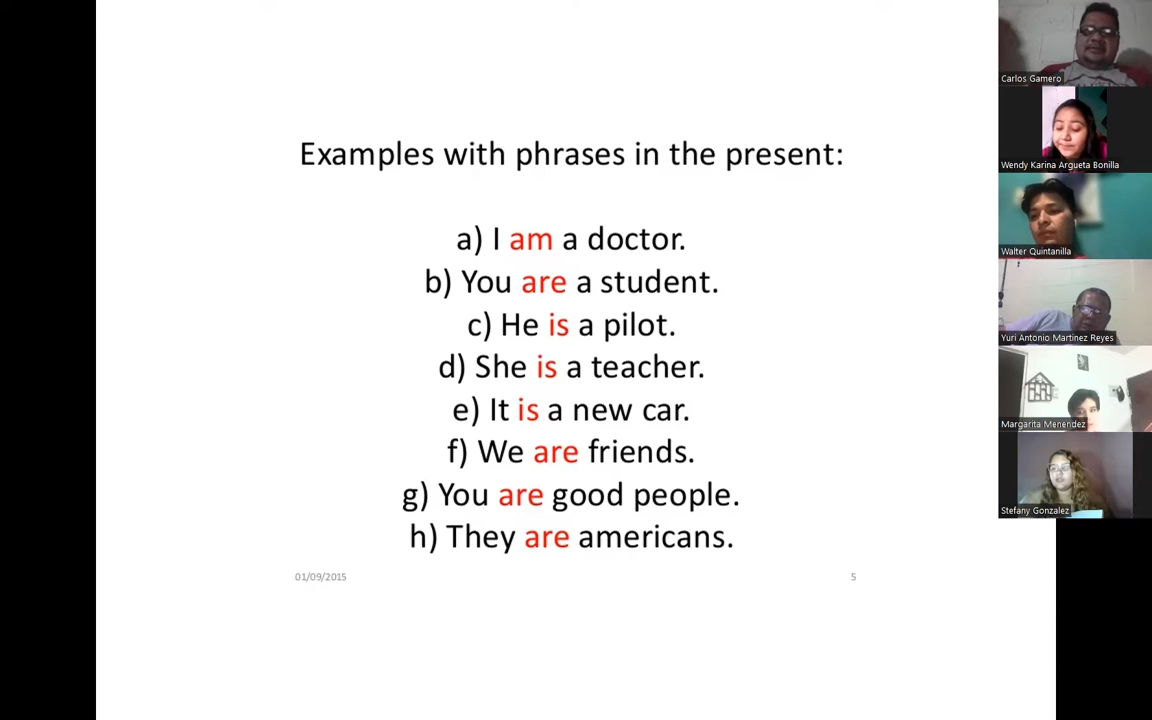 Examples with phrases in the present:
a) I am a doctor.
b) You are a student.
c) He is a pilot.
d) She is a teacher.
e) It is a new car.
f) We are friends.
g) You are good people.
h) They are americans.
01/09/2015
5
Carlos Gamero
Wendy Karina Argueta Bonilla
Walter Quintanilla
Yuri Antonio Martinez Reyes
Margarita Menendez
Stefany Gonzalez